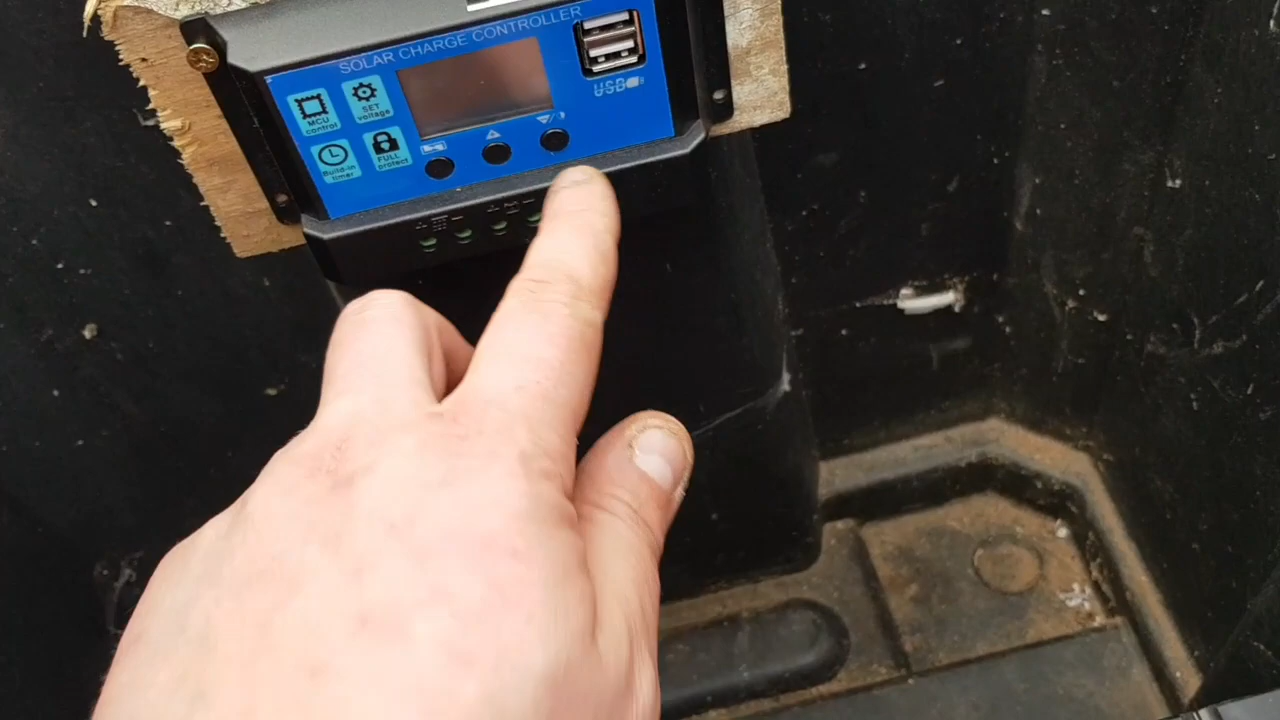 SOLAR CHARGE CONTROLLER
MCU
control
SET
voltage
Build-in
timer
FULL
protect
USB